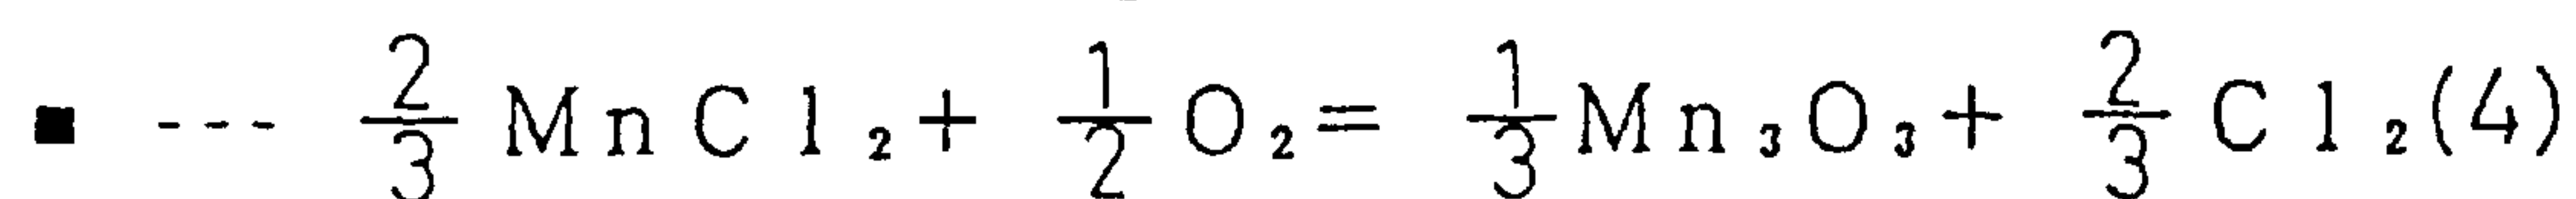 ■ --- 2/3 MnCl₂+ 1/2 O₂= 1/3 Mn₃O₃+ 2/3 Cl₂(4)